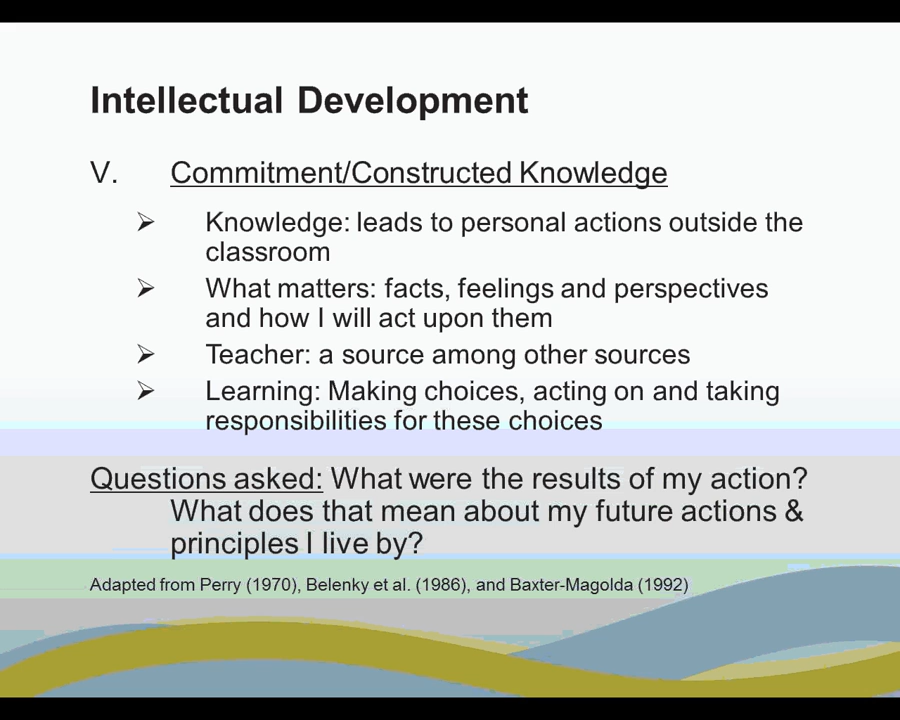 Intellectual Development
V. Commitment/Constructed Knowledge
➢ Knowledge: leads to personal actions outside the
classroom
➢ What matters: facts, feelings and perspectives
and how I will act upon them
➢ Teacher: a source among other sources
➢ Learning: Making choices, acting on and taking
responsibilities for these choices
Questions asked: What were the results of my action?
What does that mean about my future actions &
principles I live by?
Adapted from Perry (1970), Belenky et al. (1986), and Baxter-Magolda (1992)